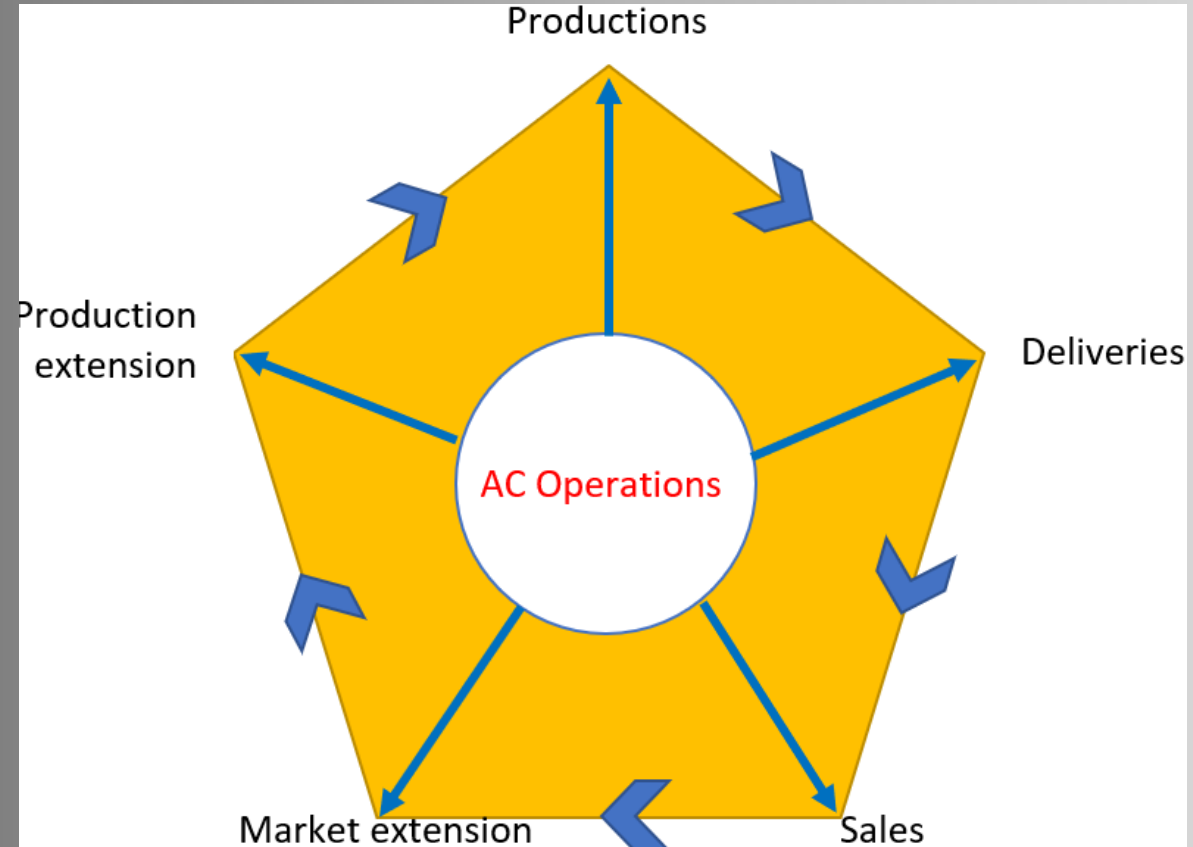 Productions
Production
extension
Deliveries
AC Operations
Market extension
Sales